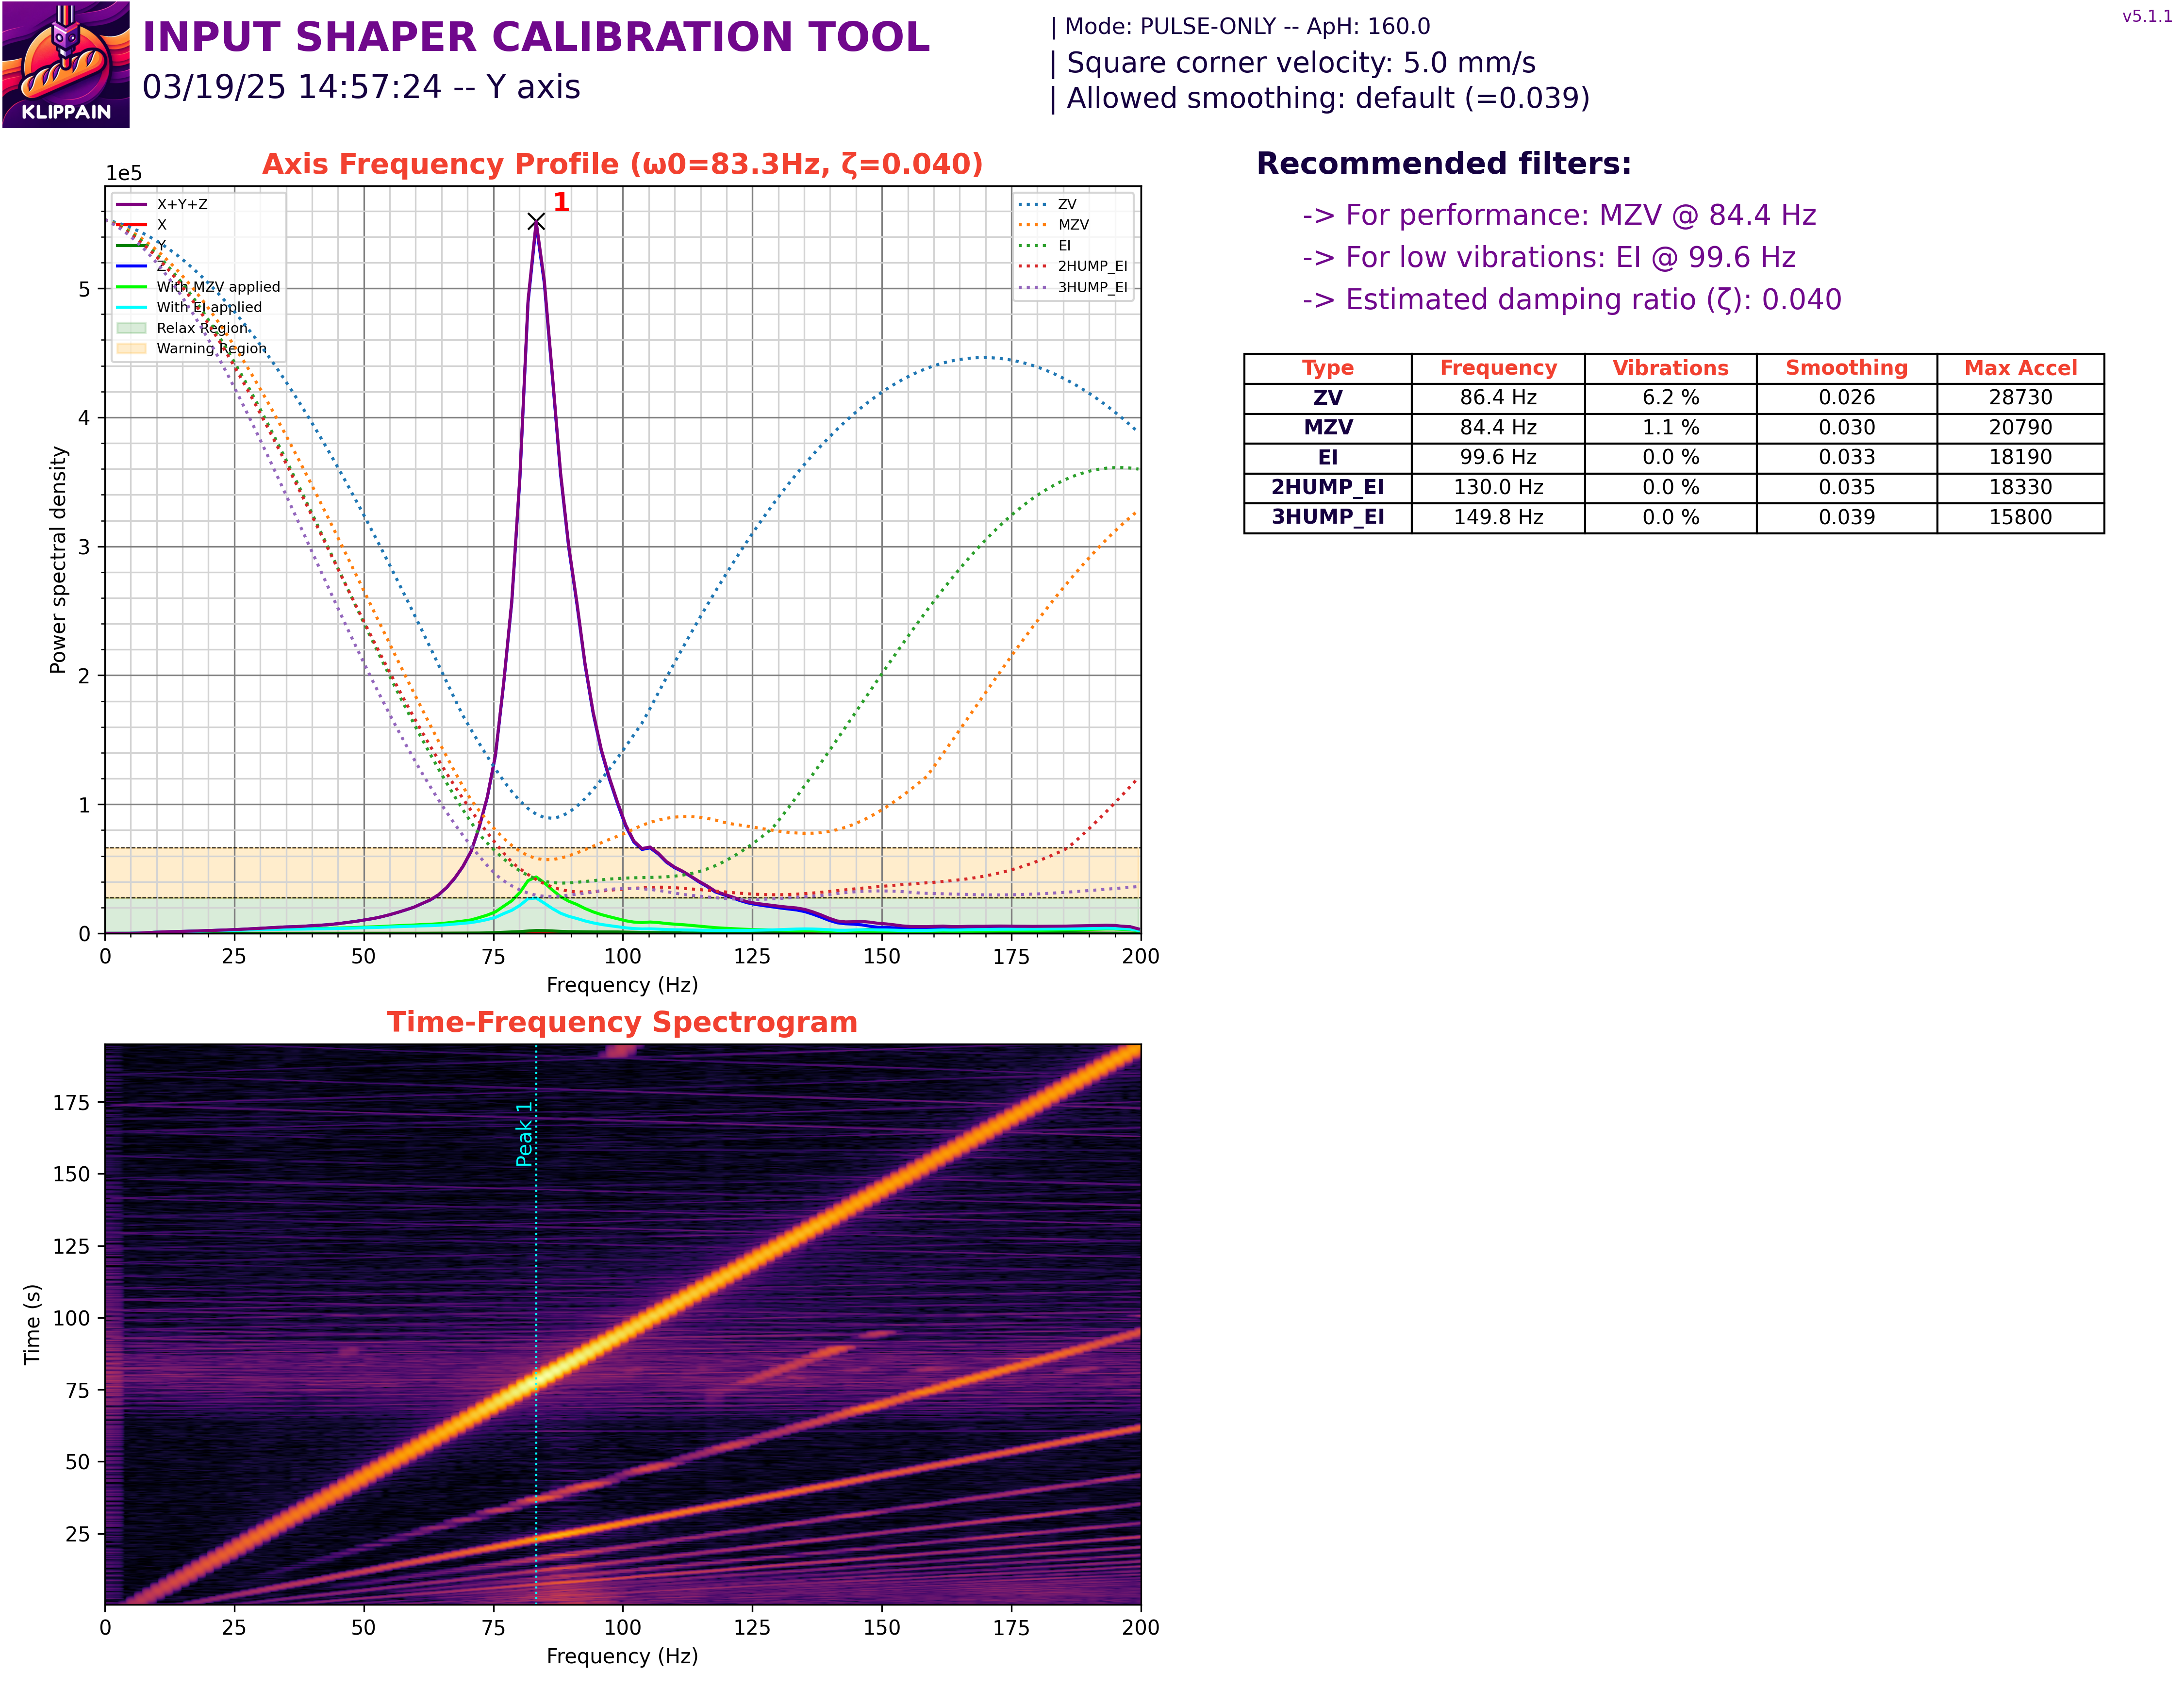 KLIPPAIN
INPUT SHAPER CALIBRATION TOOL
03/19/25 14:57:24 -- Y axis
| Mode: PULSE-ONLY -- ApH: 160.0
| Square corner velocity: 5.0 mm/s
| Allowed smoothing: default (=0.039)
v5.1.1
Axis Frequency Profile (ω0=83.3Hz, ζ=0.040)
1e5
1
X+Y+Z
X
Y
Z
With MZV applied
With EI applied
Relax Region
Warning Region
ZV
MZV
EI
2HUMP_EI
3HUMP_EI
Power spectral density
5
4
3
2
1
0
0 25 50 75 100 125 150 175 200
Frequency (Hz)
Recommended filters:
-> For performance: MZV @ 84.4 Hz
-> For low vibrations: EI @ 99.6 Hz
-> Estimated damping ratio (ζ): 0.040
Type Frequency Vibrations Smoothing Max Accel
ZV 86.4 Hz 6.2 % 0.026 28730
MZV 84.4 Hz 1.1 % 0.030 20790
EI 99.6 Hz 0.0 % 0.033 18190
2HUMP_EI 130.0 Hz 0.0 % 0.035 18330
3HUMP_EI 149.8 Hz 0.0 % 0.039 15800
Time-Frequency Spectrogram
Peak 1
Time (s)
175
150
125
100
75
50
25
0 25 50 75 100 125 150 175 200
Frequency (Hz)